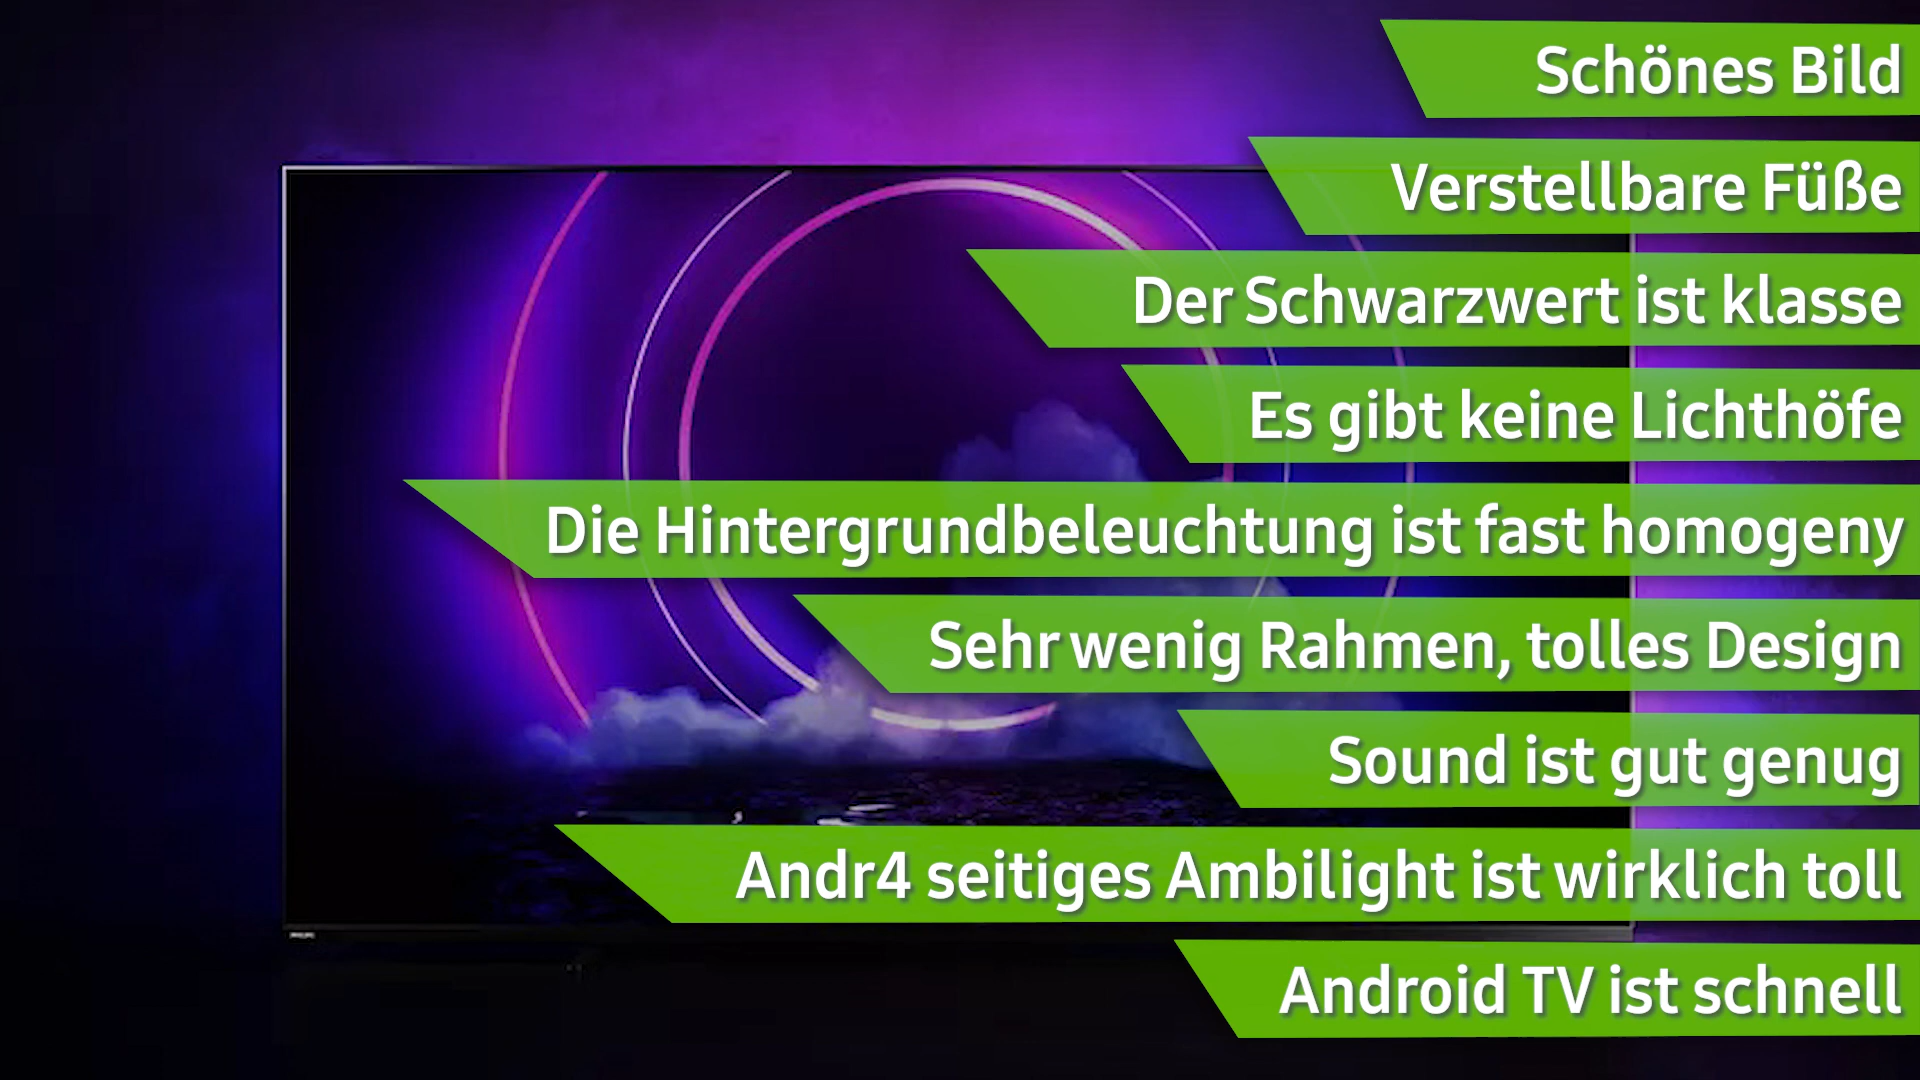 Schönes Bild
Verstellbare Füße
Der Schwarzwert ist klasse
Es gibt keine Lichthöfe
Die Hintergrundbeleuchtung ist fast homogeny
Sehr wenig Rahmen, tolles Design
Sound ist gut genug
Andr4 seitiges Ambilight ist wirklich toll
Android TV ist schnell